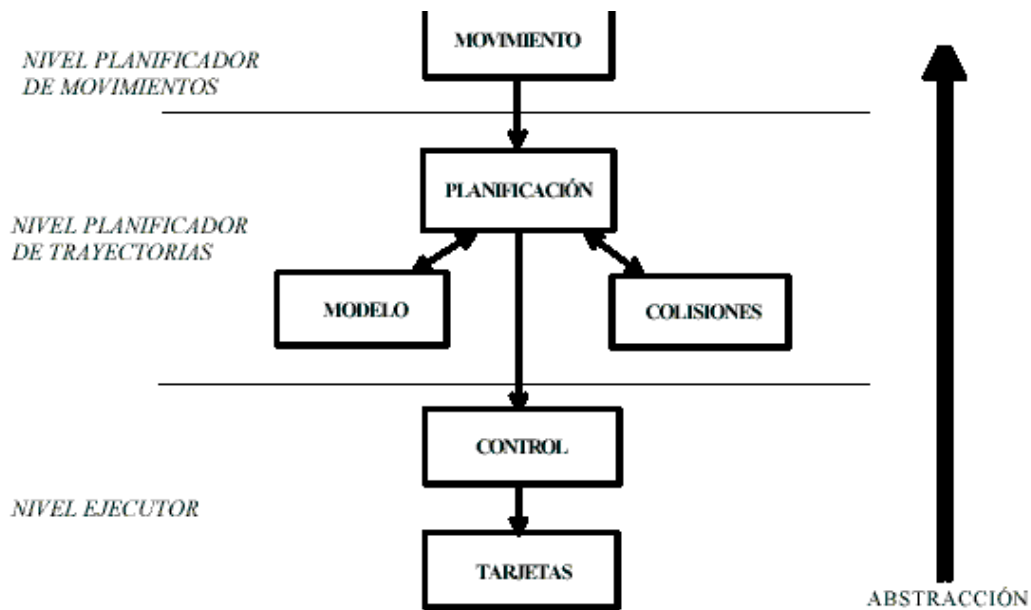 MOVIMIENTO
NIVEL PLANIFICADOR
DE MOVIMIENTOS
PLANIFICACIÓN
NIVEL PLANIFICADOR
DE TRAYECTORIAS
MODELO
COLISIONES
CONTROL
NIVEL EJECUTOR
TARJETAS
ABSTRACCIÓN